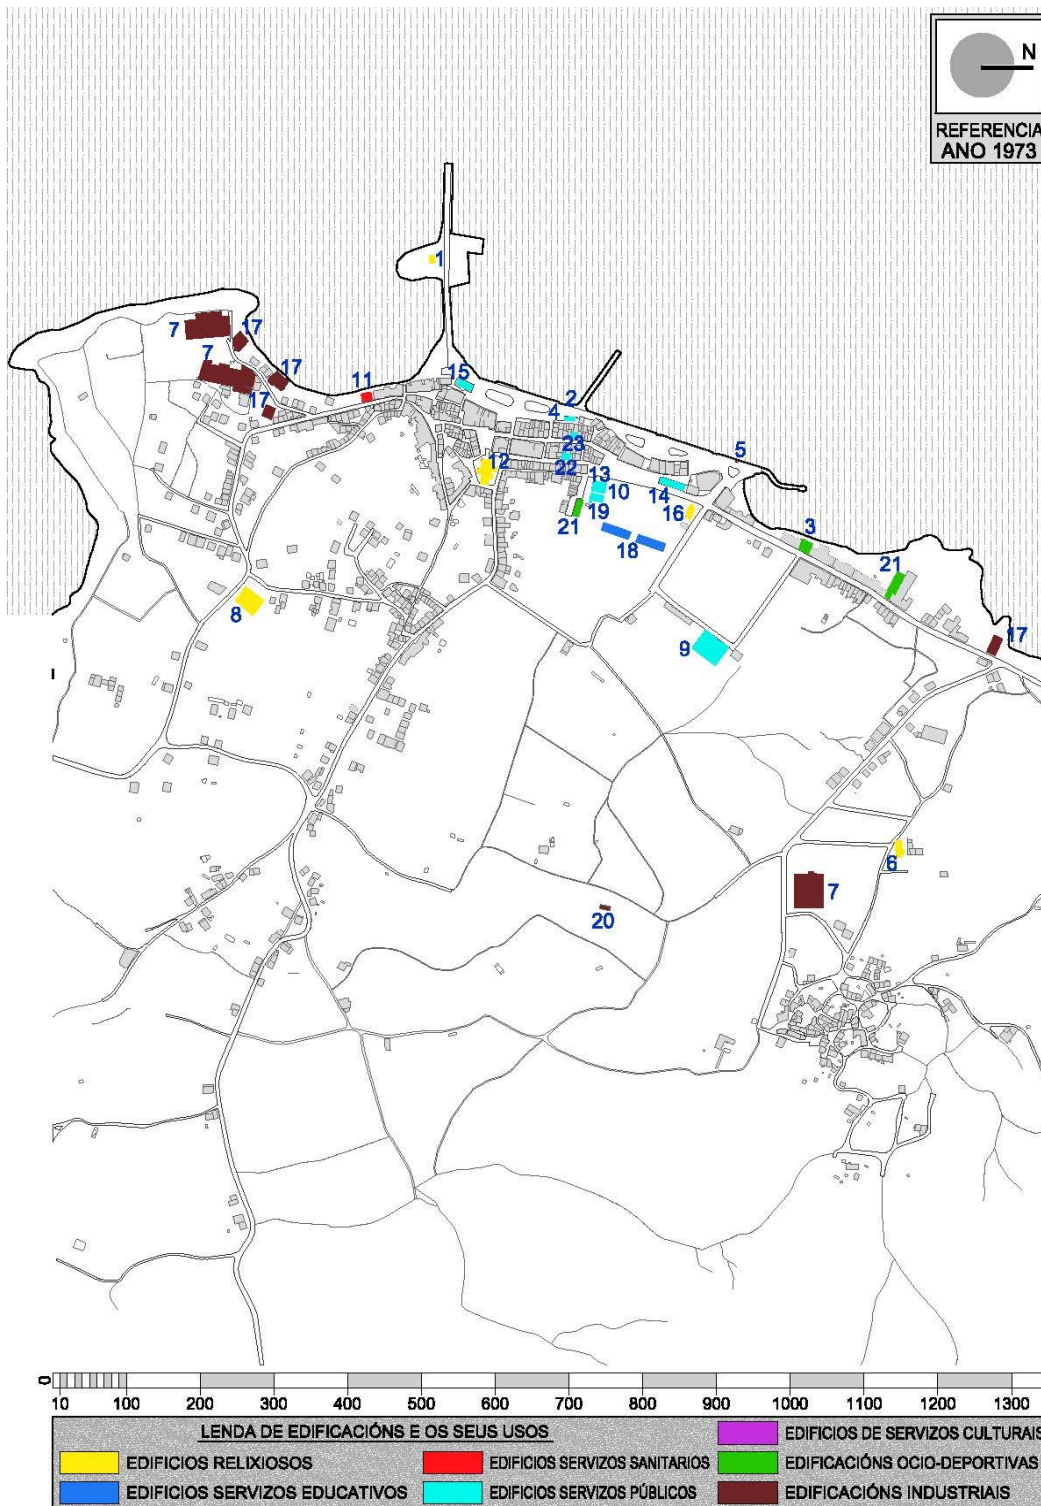 N
REFERENCIA
ANO 1973
1
7
17
7
17
11
15
2
4
17
5
23
12
22
13
10
14
19
16
21
18
3
21
8
9
17
6
7
20
0
10 100 200 300 400 500 600 700 800 900 1000 1100 1200 1300
LENDA DE EDIFICACIÓNS E OS SEUS USOS
EDIFICIOS DE SERVIZOS CULTURAIS
EDIFICIOS RELIXIOSOS
EDIFICIOS SERVIZOS SANITARIOS
EDIFICACIÓNS OCIO-DEPORTIVAS
EDIFICIOS SERVIZOS EDUCATIVOS
EDIFICIOS SERVIZOS PÚBLICOS
EDIFICACIÓNS INDUSTRIAIS